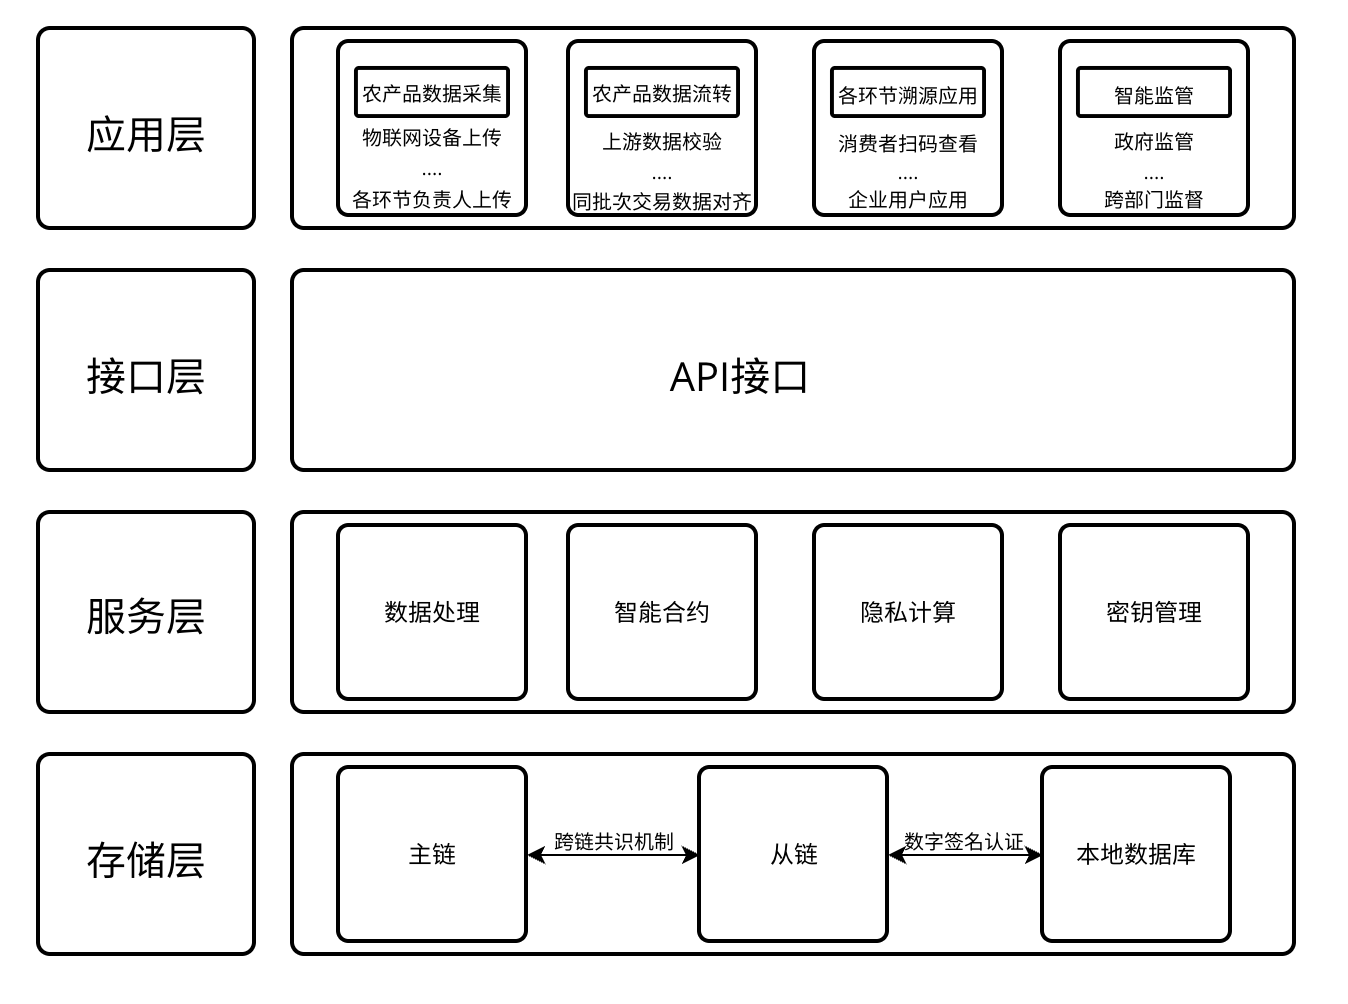 应用层
农产品数据采集
物联网设备上传
....
各环节负责人上传
农产品数据流转
上游数据校验
....
同批次交易数据对齐
各环节溯源应用
消费者扫码查看
....
企业用户应用
智能监管
政府监管
....
跨部门监督
接口层
API接口
服务层
数据处理
智能合约
隐私计算
密钥管理
存储层
主链
跨链共识机制
从链
数字签名认证
本地数据库